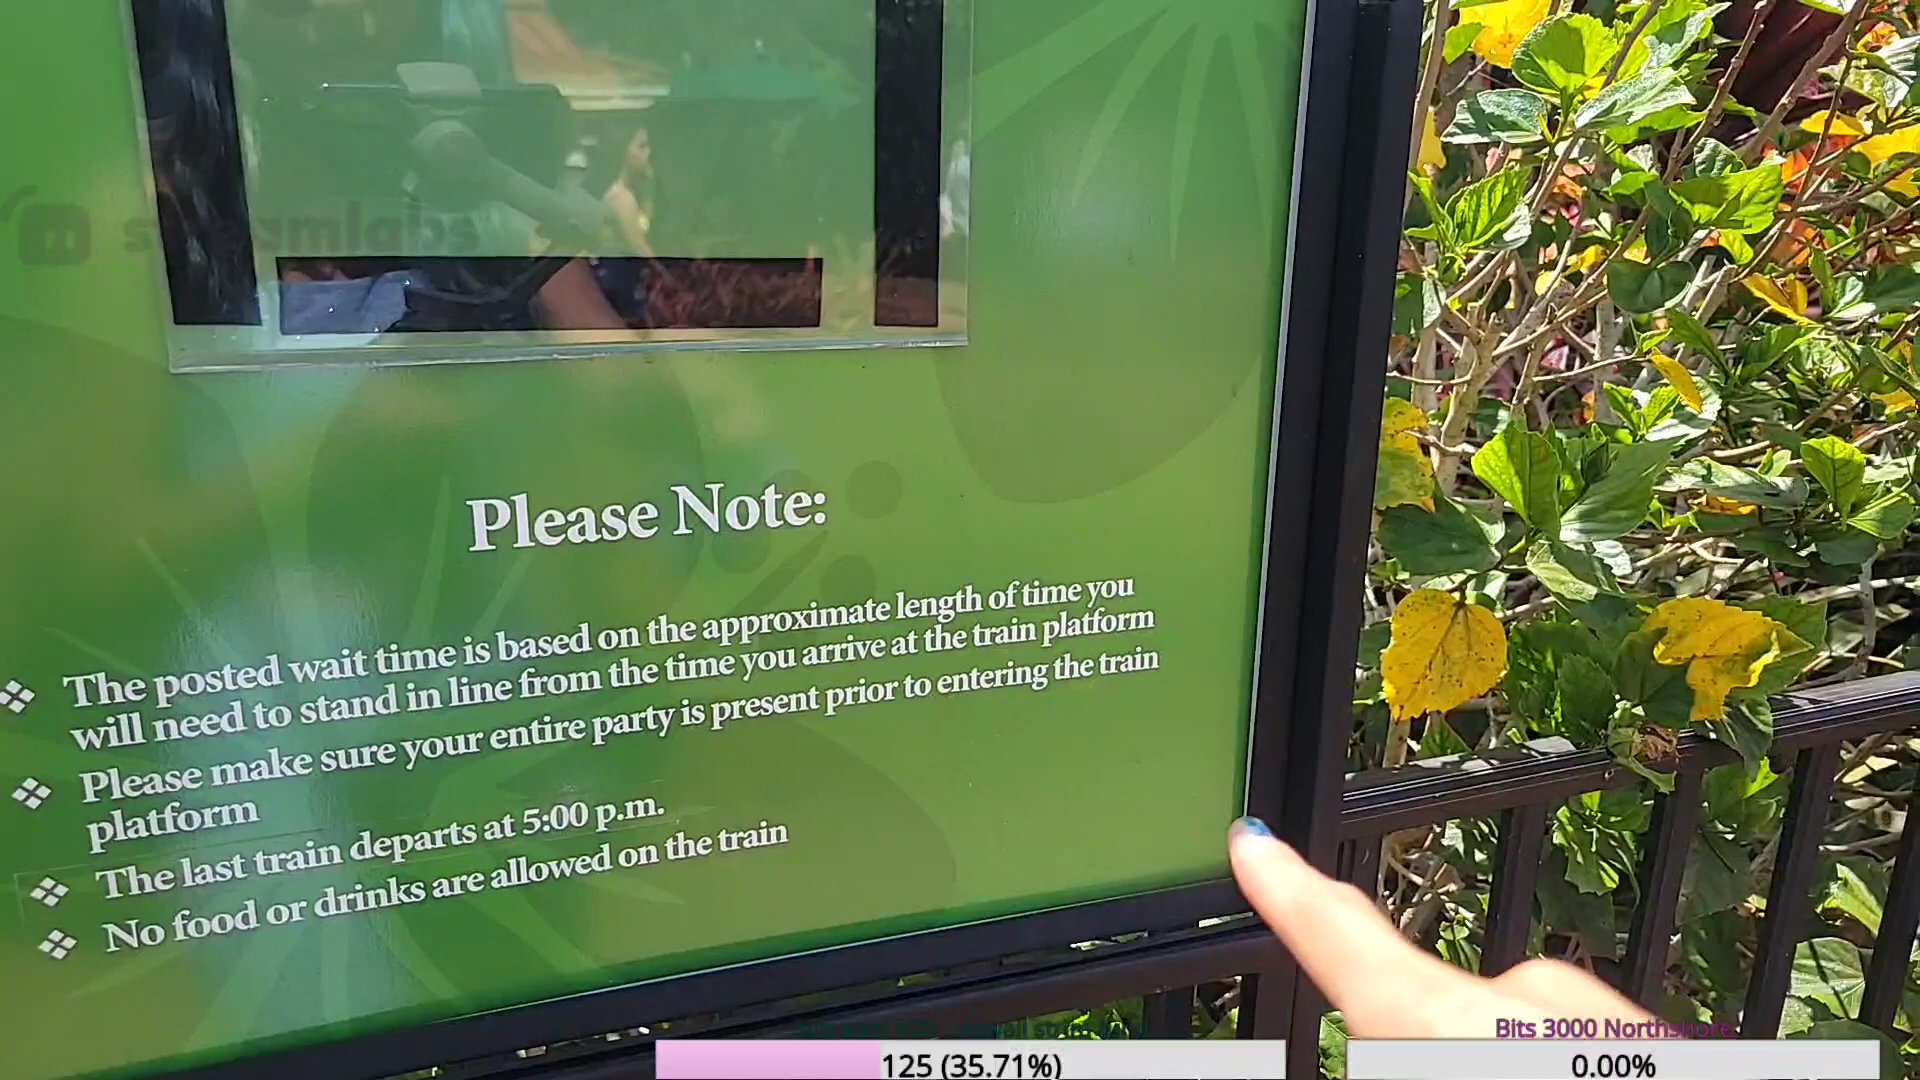 streamlabs
Please Note:
❖ The posted wait time is based on the approximate length of time you
will need to stand in line from the time you arrive at the train platform
❖ Please make sure your entire party is present prior to entering the train
platform
❖ The last train departs at 5:00 p.m.
❖ No food or drinks are allowed on the train
Bits 3000 Northshore
125 (35.71%)
0.00%